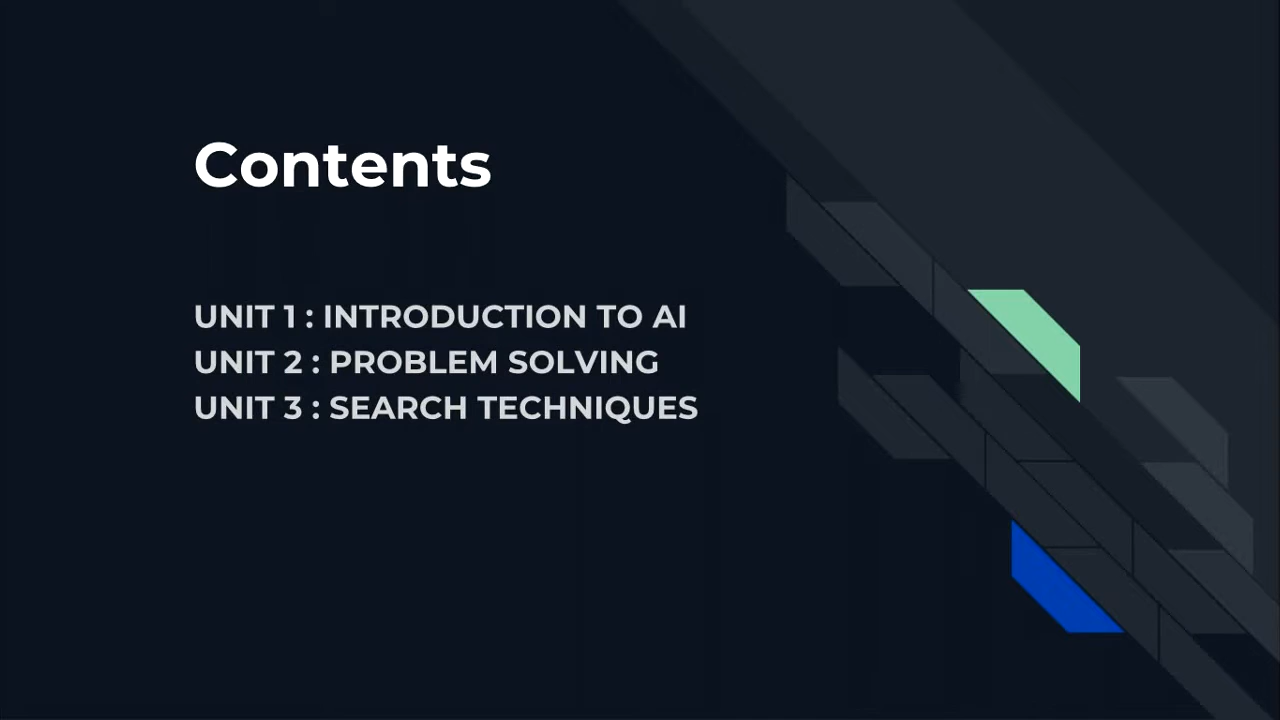 Contents
UNIT 1 : INTRODUCTION TO AI
UNIT 2 : PROBLEM SOLVING
UNIT 3 : SEARCH TECHNIQUES